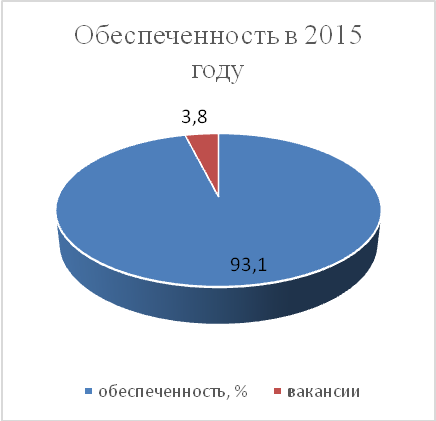 Обеспеченность в 2015
году
3,8
93,1
обеспеченность, %
вакансии